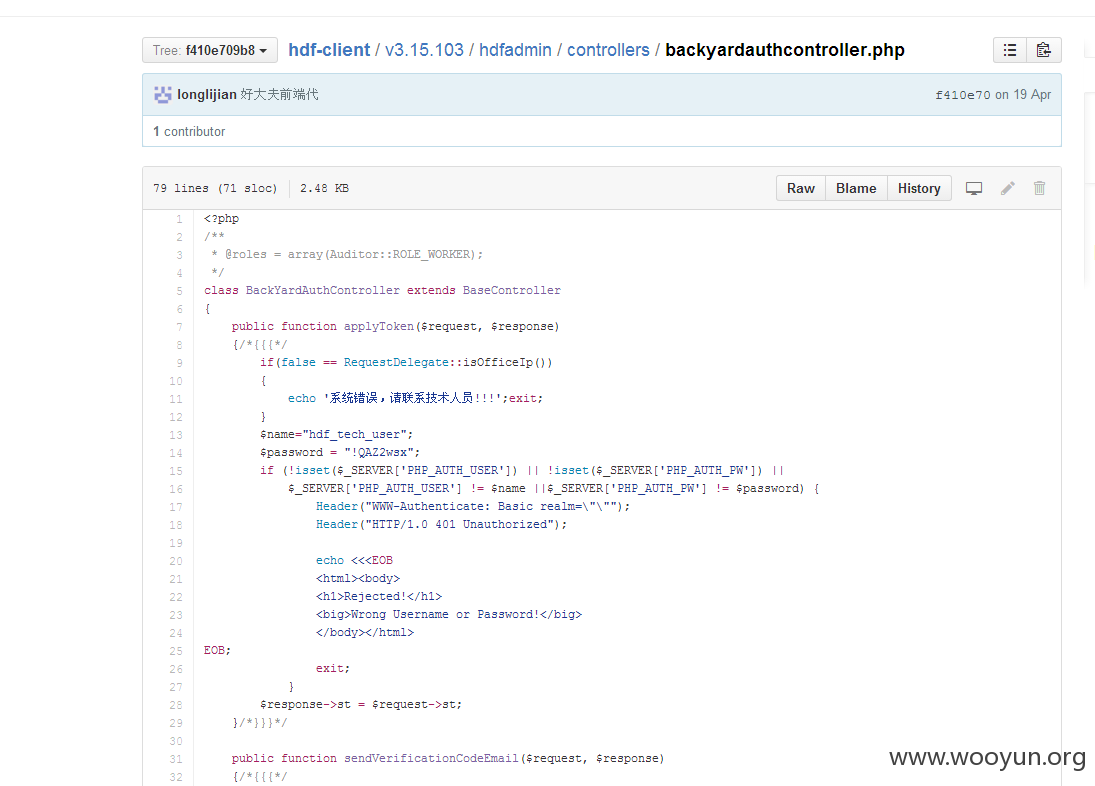 Tree: f410e709b8 hdf-client / v3.15.103 / hdfadmin / controllers / backyardauthcontroller.php
longlijian 好大夫前端代 f410e70 on 19 Apr
1 contributor
79 lines (71 sloc) 2.48 KB Raw Blame History
1 <?php
2 /**
3 * @roles = array(Auditor::ROLE_WORKER);
4 */
5 class BackYardAuthController extends BaseController
6 {
7 public function applyToken($request, $response)
8 {/*{{{*/
9 if(false == RequestDelegate::isOfficeIp())
10 {
11 echo '系统错误，请联系技术人员!!!';exit;
12 }
13 $name="hdf_tech_user";
14 $password = "!QAZ2wsx";
15 if (!isset($_SERVER['PHP_AUTH_USER']) || !isset($_SERVER['PHP_AUTH_PW']) ||
16 $_SERVER['PHP_AUTH_USER'] != $name ||$_SERVER['PHP_AUTH_PW'] != $password) {
17 Header("WWW-Authenticate: Basic realm=\"\"");
18 Header("HTTP/1.0 401 Unauthorized");
19
20 echo <<<EOB
21 <html><body>
22 <h1>Rejected!</h1>
23 <big>Wrong Username or Password!</big>
24 </body></html>
25 EOB;
26 exit;
27 }
28 $response->st = $request->st;
29 }/*}}}*/
30
31 public function sendVerificationCodeEmail($request, $response)
32 {/*{{{*/
www.wooyun.org